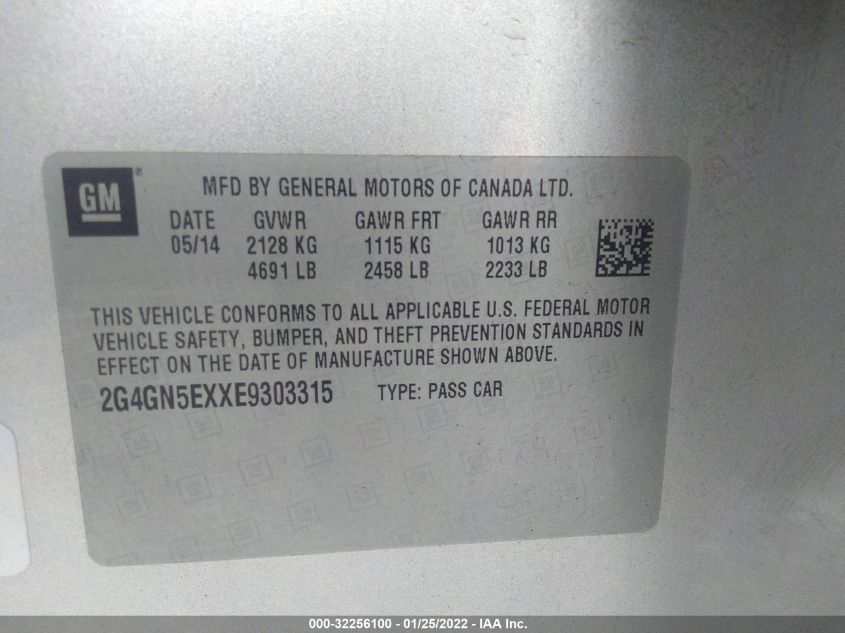 GM ®
MFD BY GENERAL MOTORS OF CANADA LTD.
DATE GVWR GAWR FRT GAWR RR
05/14 2128 KG 1115 KG 1013 KG
4691 LB 2458 LB 2233 LB
THIS VEHICLE CONFORMS TO ALL APPLICABLE U.S. FEDERAL MOTOR
VEHICLE SAFETY, BUMPER, AND THEFT PREVENTION STANDARDS IN
EFFECT ON THE DATE OF MANUFACTURE SHOWN ABOVE.
2G4GN5EXXE9303315 TYPE: PASS CAR
000-32256100 - 01/25/2022 - IAA Inc.